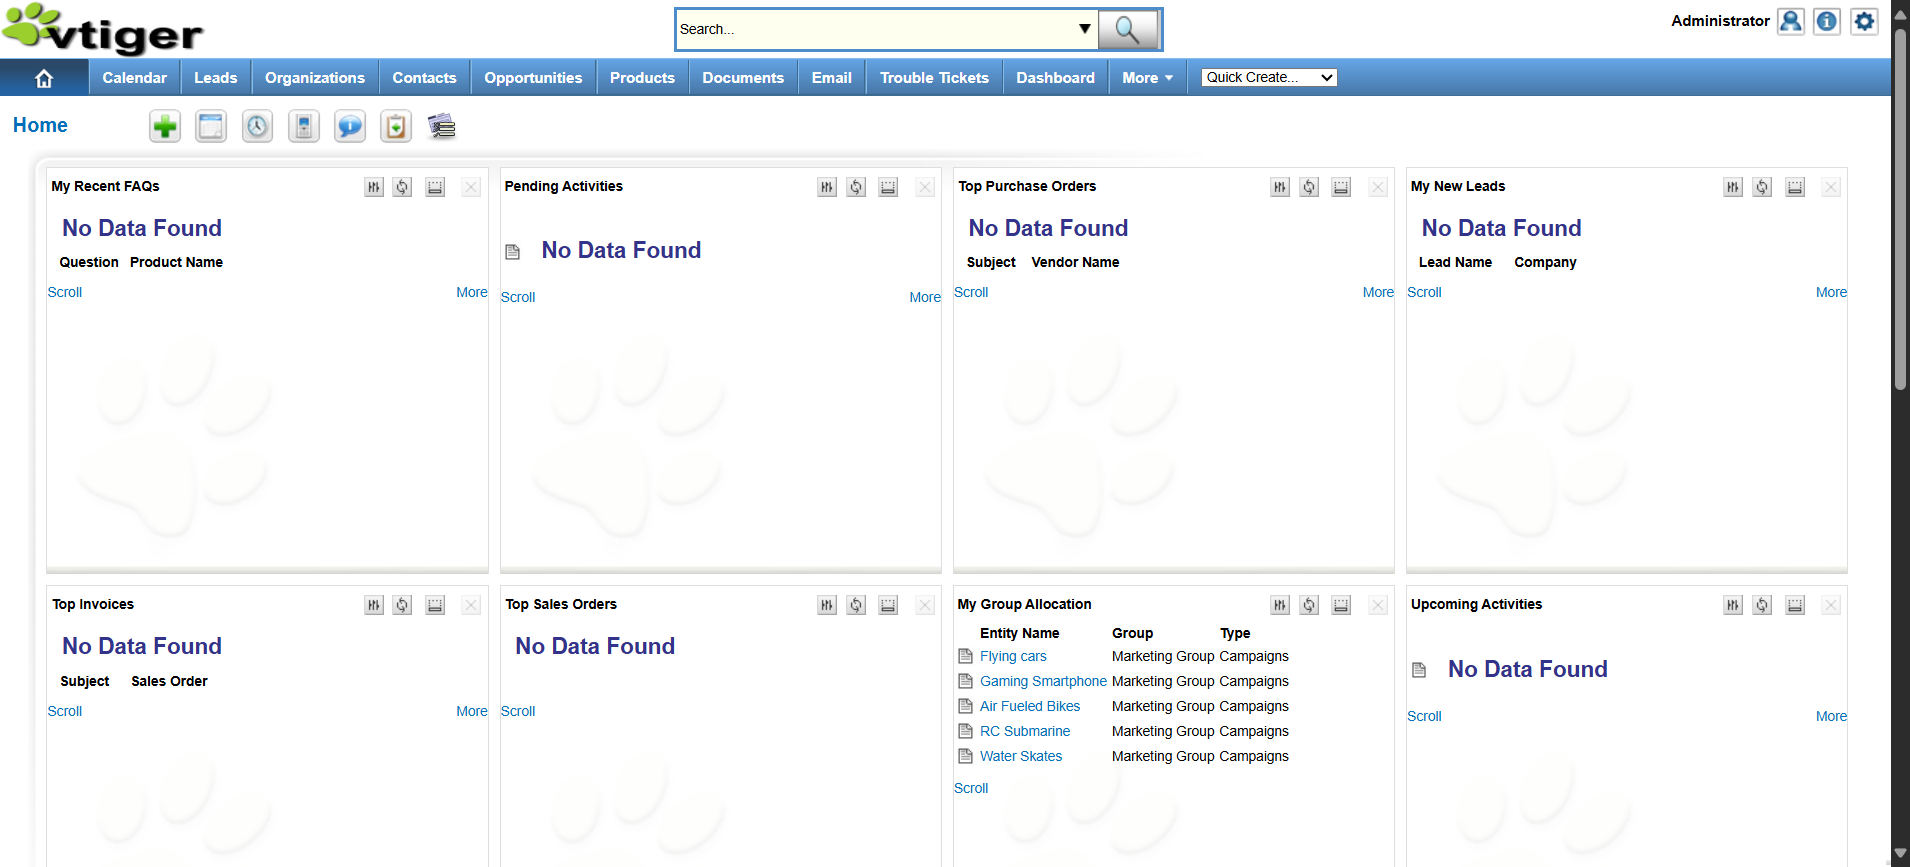 vtiger
Search...
Administrator
Calendar
Leads
Organizations
Contacts
Opportunities
Products
Documents
Email
Trouble Tickets
Dashboard
More
Quick Create...
Home
My Recent FAQs
No Data Found
Question Product Name
Scroll More
Pending Activities
No Data Found
Scroll More
Top Purchase Orders
No Data Found
Subject Vendor Name
Scroll More
My New Leads
No Data Found
Lead Name Company
Scroll More
Top Invoices
No Data Found
Subject Sales Order
Scroll More
Top Sales Orders
No Data Found
Scroll
My Group Allocation
Entity Name Group Type
Flying cars Marketing Group Campaigns
Gaming Smartphone Marketing Group Campaigns
Air Fueled Bikes Marketing Group Campaigns
RC Submarine Marketing Group Campaigns
Water Skates Marketing Group Campaigns
Scroll
Upcoming Activities
No Data Found
Scroll More